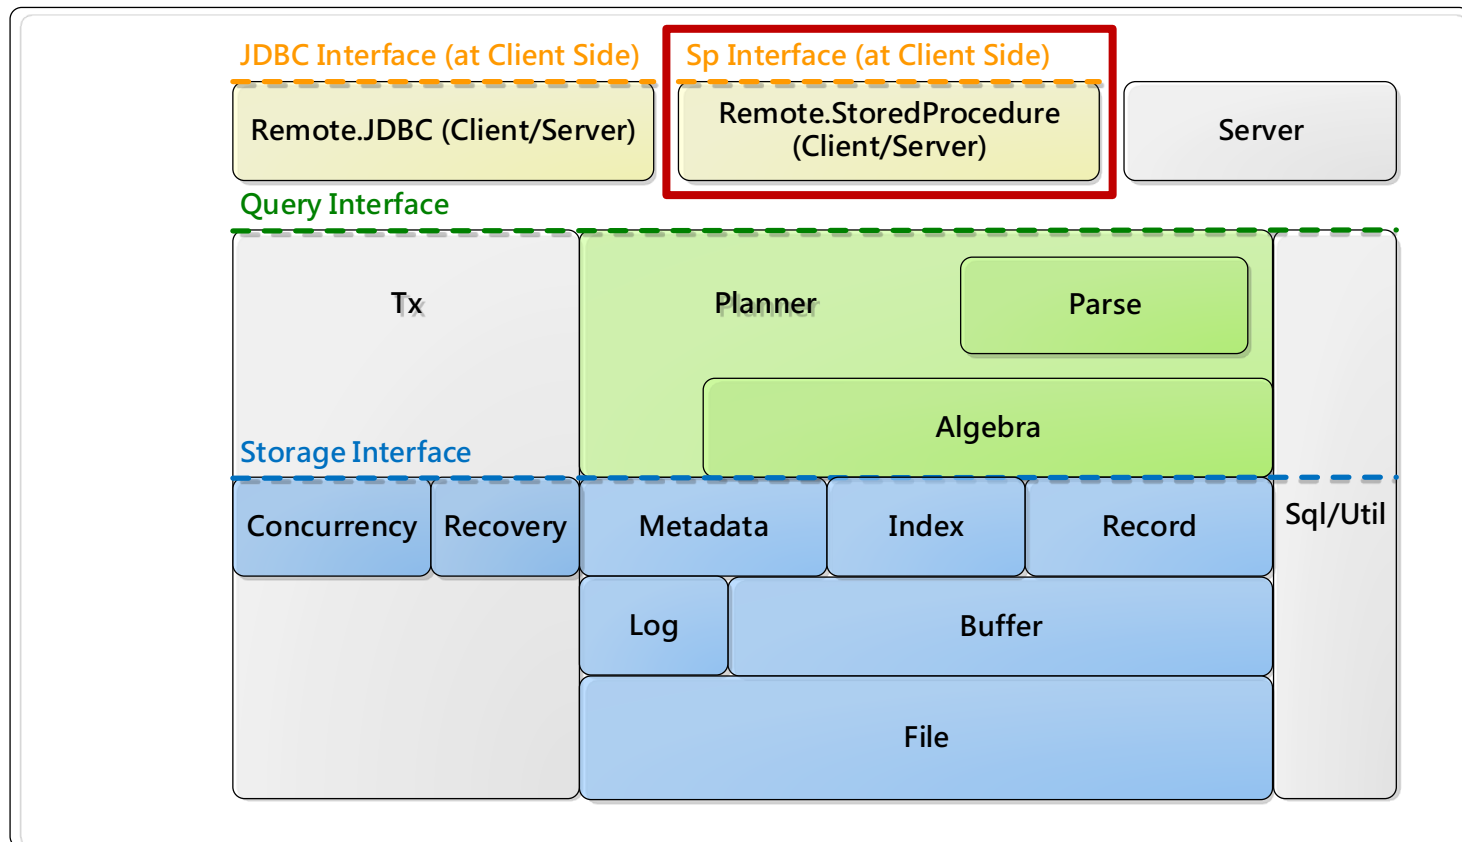 JDBC Interface (at Client Side)
Sp Interface (at Client Side)
Remote.JDBC (Client/Server)
Remote.StoredProcedure
(Client/Server)
Server
Query Interface
Tx
Planner
Parse
Algebra
Storage Interface
Concurrency
Recovery
Metadata
Index
Record
Sql/Util
Log
Buffer
File